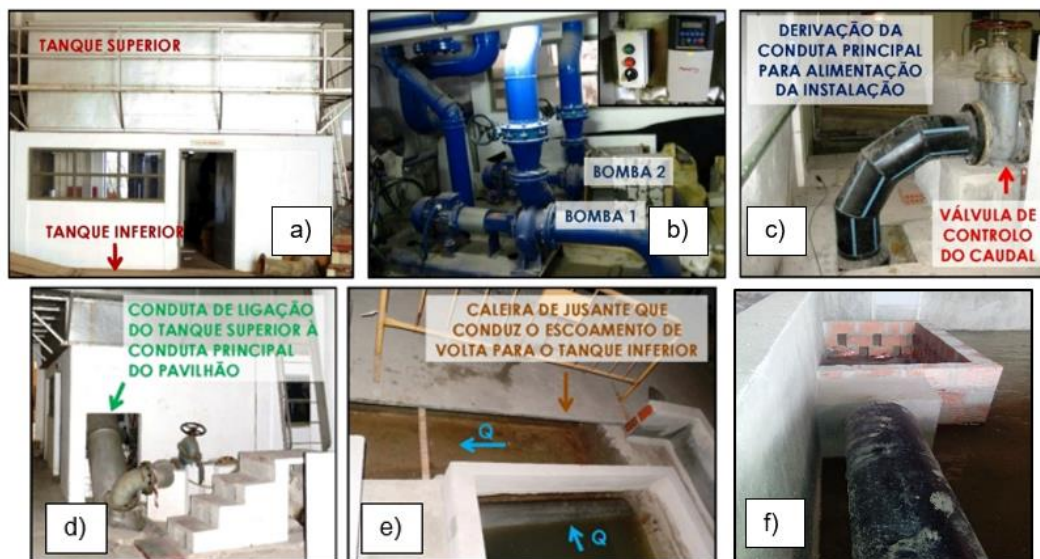 TANQUE SUPERIOR
TANQUE INFERIOR
a)
BOMBA 2
BOMBA 1
b)
DERIVAÇÃO DA
CONDUTA PRINCIPAL
PARA ALIMENTAÇÃO
DA INSTALAÇÃO
VÁLVULA DE
CONTROLO
DO CAUDAL
c)
CONDUTA DE LIGAÇÃO
DO TANQUE SUPERIOR À
CONDUTA PRINCIPAL
DO PAVILHÃO
d)
CALEIRA DE JUSANTE QUE
CONDUZ O ESCOAMENTO DE
VOLTA PARA O TANQUE INFERIOR
Q
Q
e)
f)